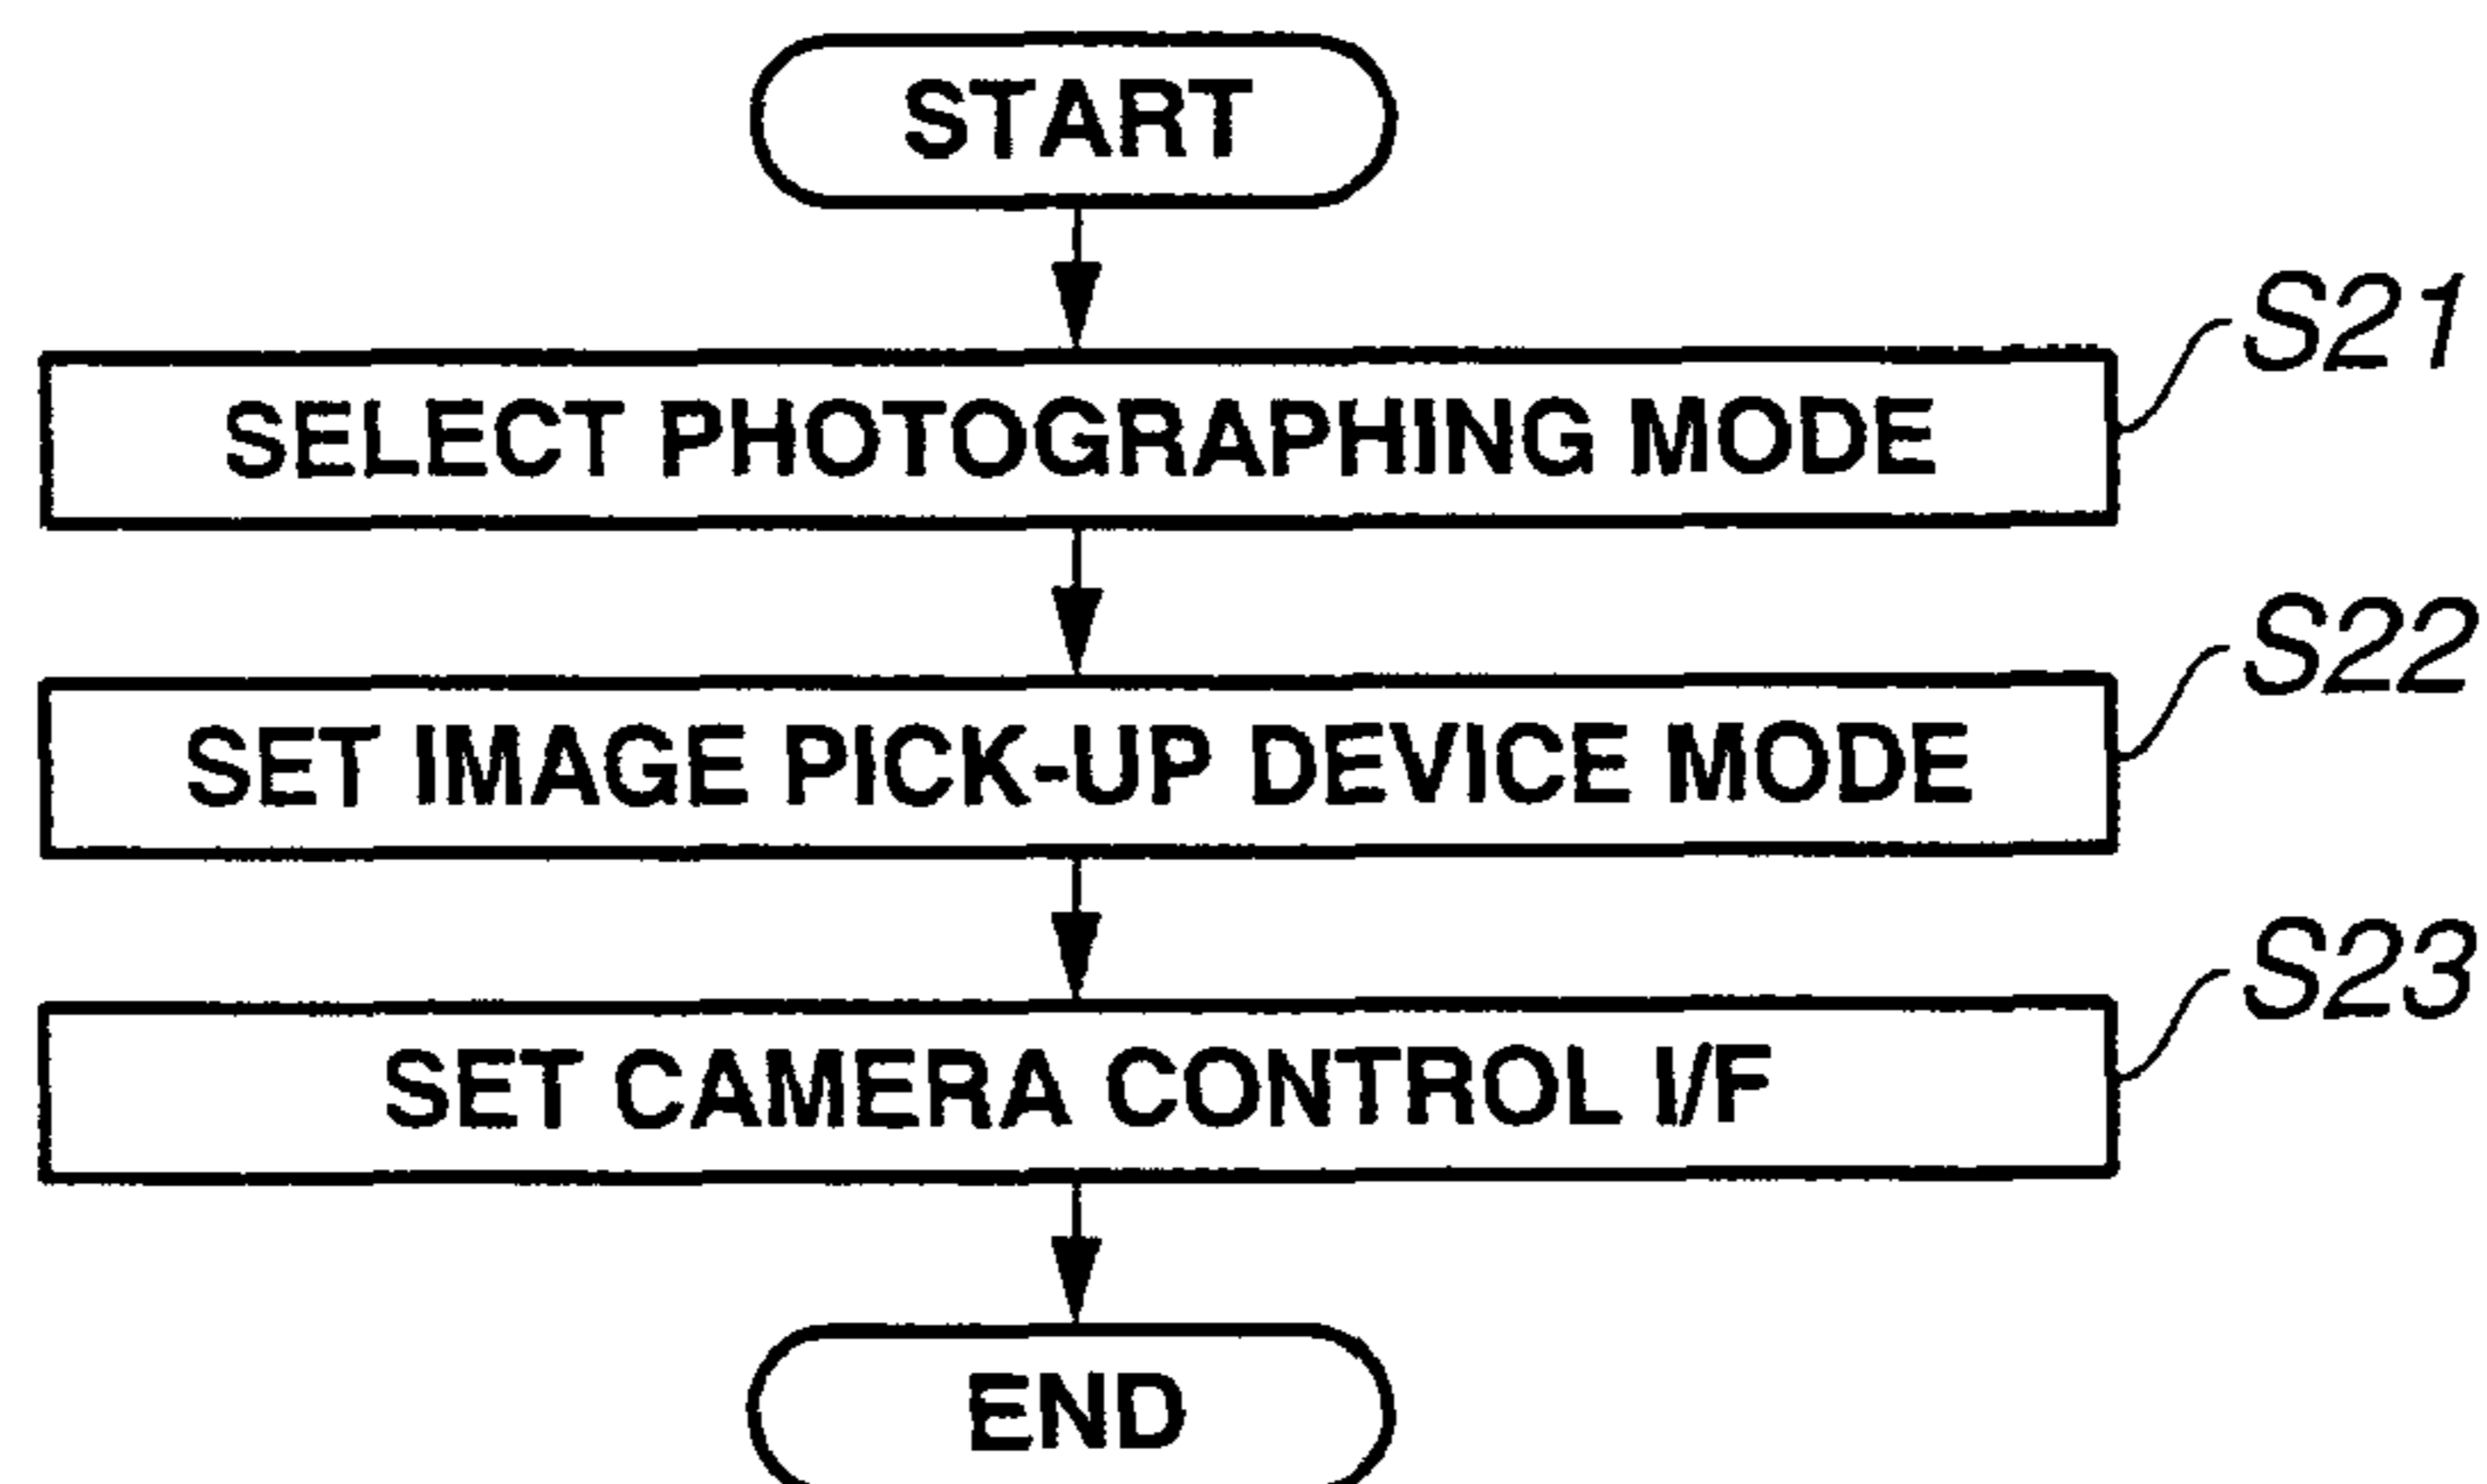 START
SELECT PHOTOGRAPHING MODE
S21
SET IMAGE PICK-UP DEVICE MODE
S22
SET CAMERA CONTROL I/F
S23
END